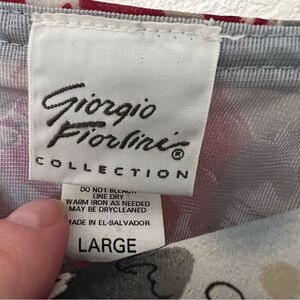 Giorgio
Fiorlini®
COLLECTION
DO NOT BLEACH
LINE DRY
WARM IRON AS NEEDED
MAY BE DRYCLEANED
MADE IN EL-SALVADOR
LARGE